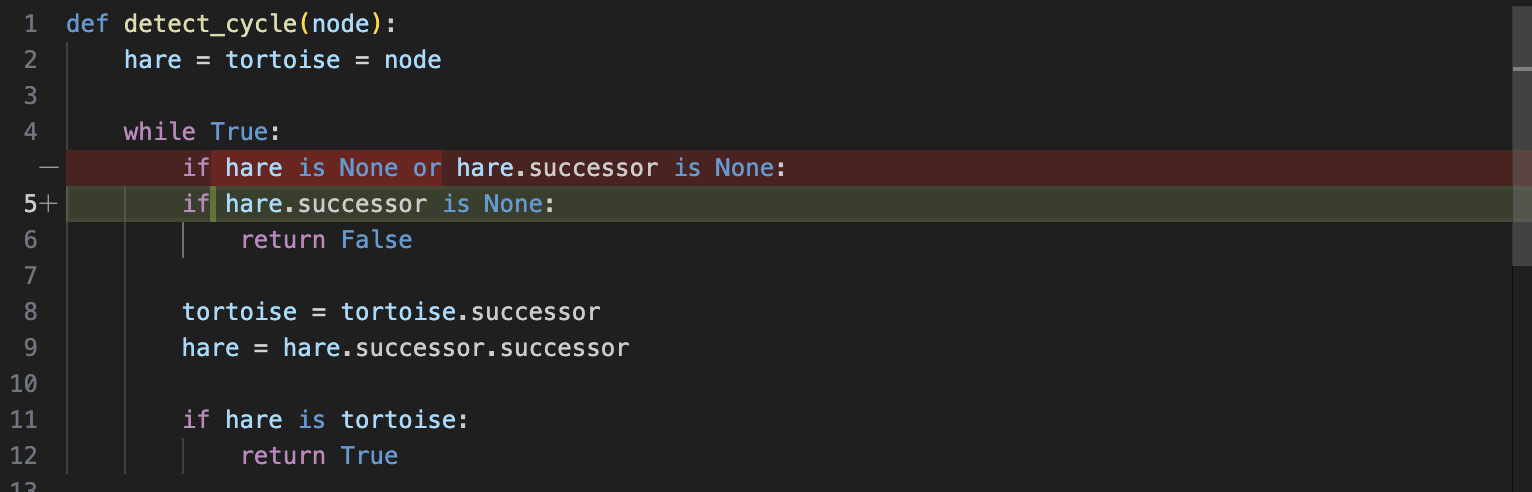 1 def detect_cycle(node):
2     hare = tortoise = node
3
4     while True:
—         if hare is None or hare.successor is None:
5+         if hare.successor is None:
6             return False
7
8         tortoise = tortoise.successor
9         hare = hare.successor.successor
10
11         if hare is tortoise:
12             return True
13